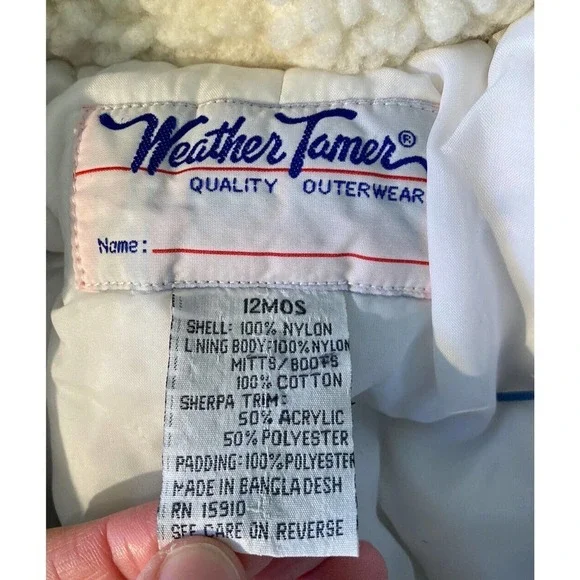 Weather Tamer®
QUALITY OUTERWEAR
Name:
12MOS
SHELL: 100% NYLON
LINING BODY:100%NYLON
MITTS/BOOTS
100% COTTON
SHERPA TRIM:
50% ACRYLIC
50% POLYESTER
PADDING:100%POLYESTER
MADE IN BANGLADESH
RN 15910
SEE CARE ON REVERSE